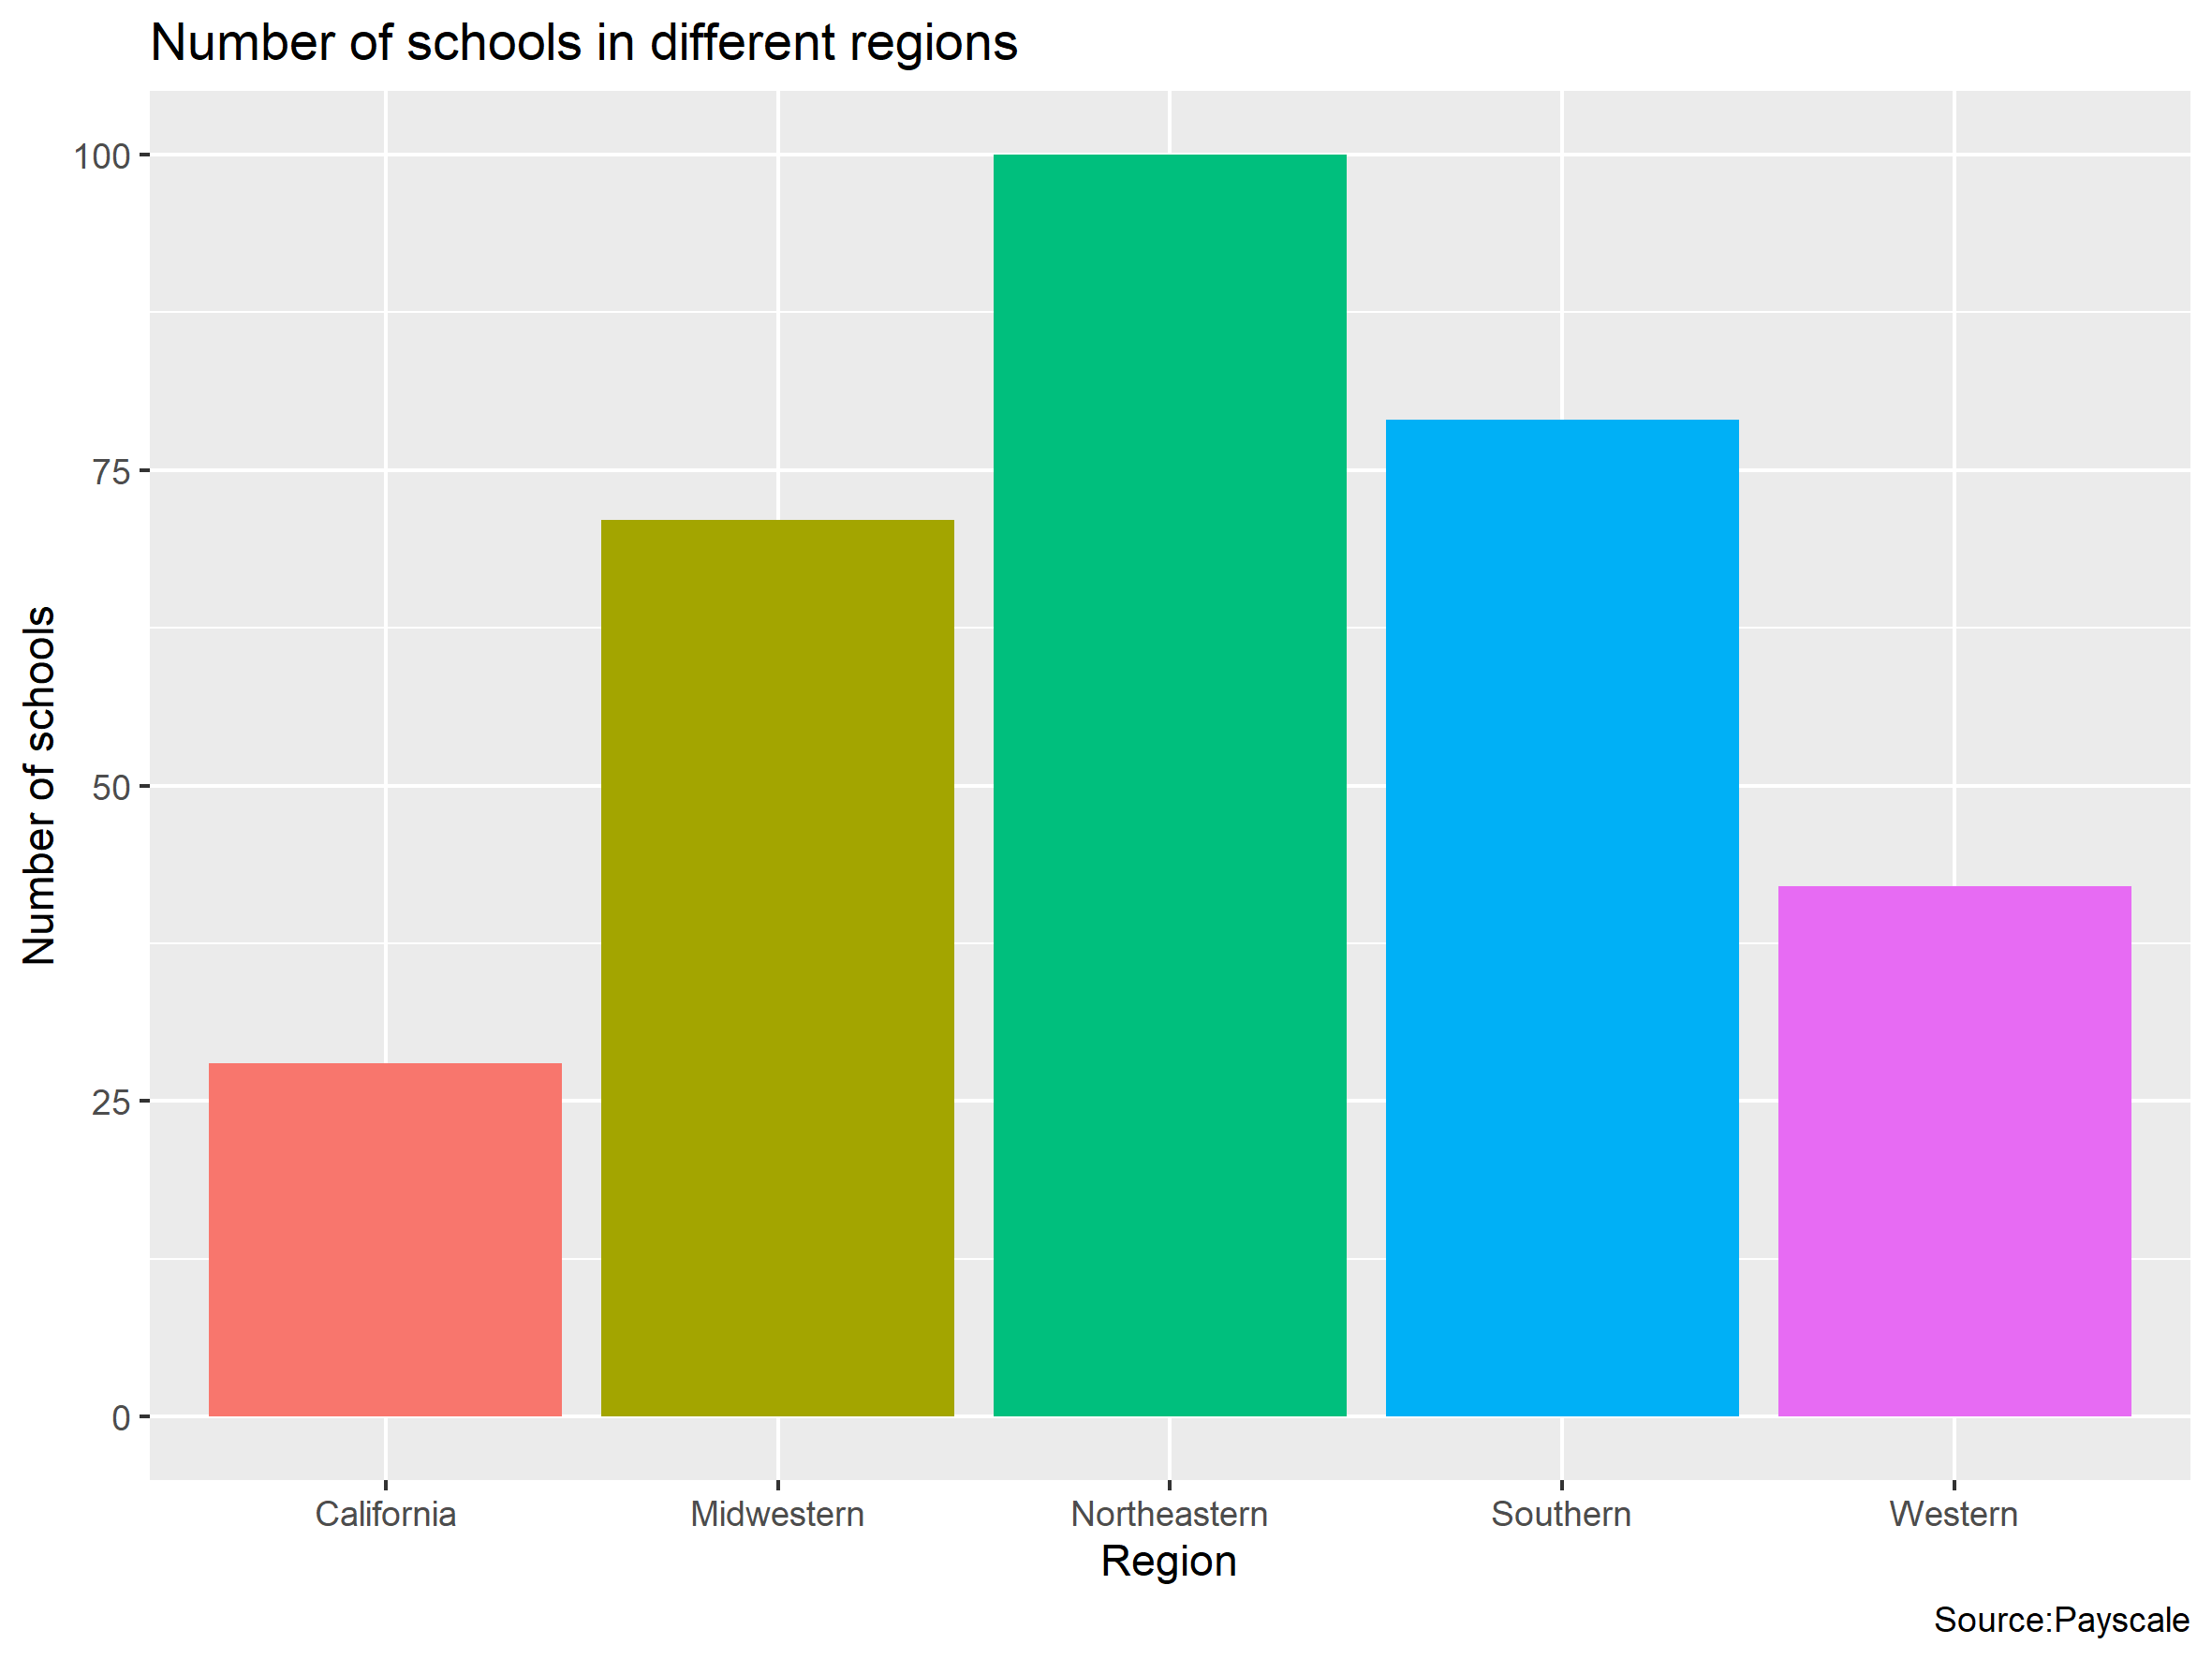 Number of schools in different regions
Number of schools
100
75
50
25
0
California Midwestern Northeastern Southern Western
Region
Source:Payscale